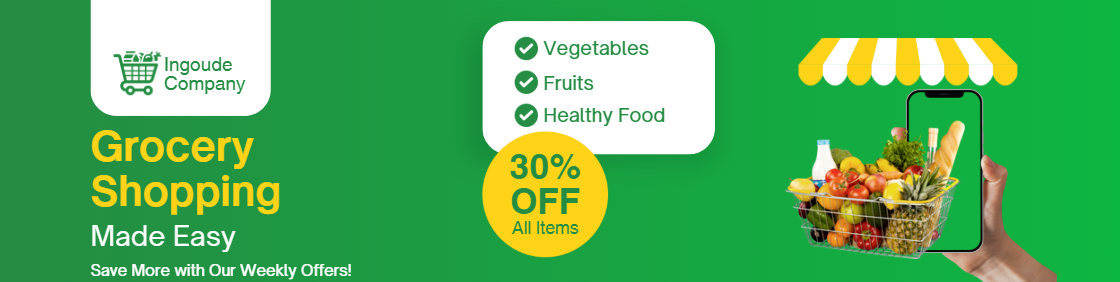 Ingoude
Company
Grocery
Shopping
Made Easy
Save More with Our Weekly Offers!
Vegetables
Fruits
Healthy Food
30%
OFF
All Items